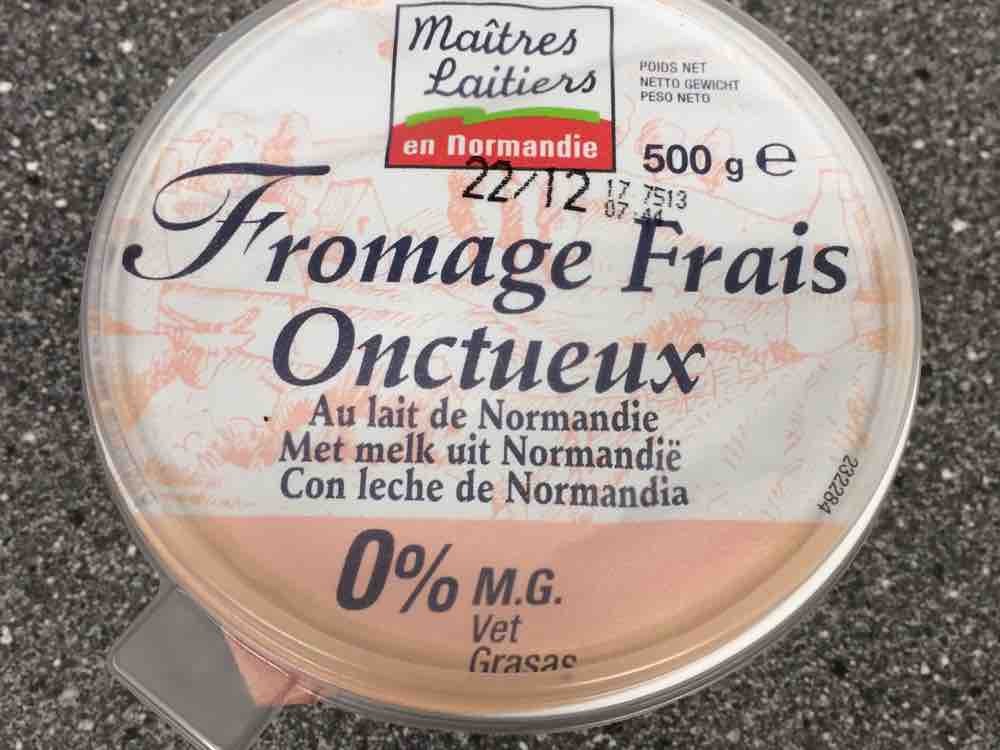 Maîtres
Laitiers
en Normandie
POIDS NET
NETTO GEWICHT
PESO NETO
500 g e
22/12 17 7513
07:44
Fromage Frais
Onctueux
Au lait de Normandie
Met melk uit Normandië
Con leche de Normandia
232284
0% M.G.
Vet
Grasas